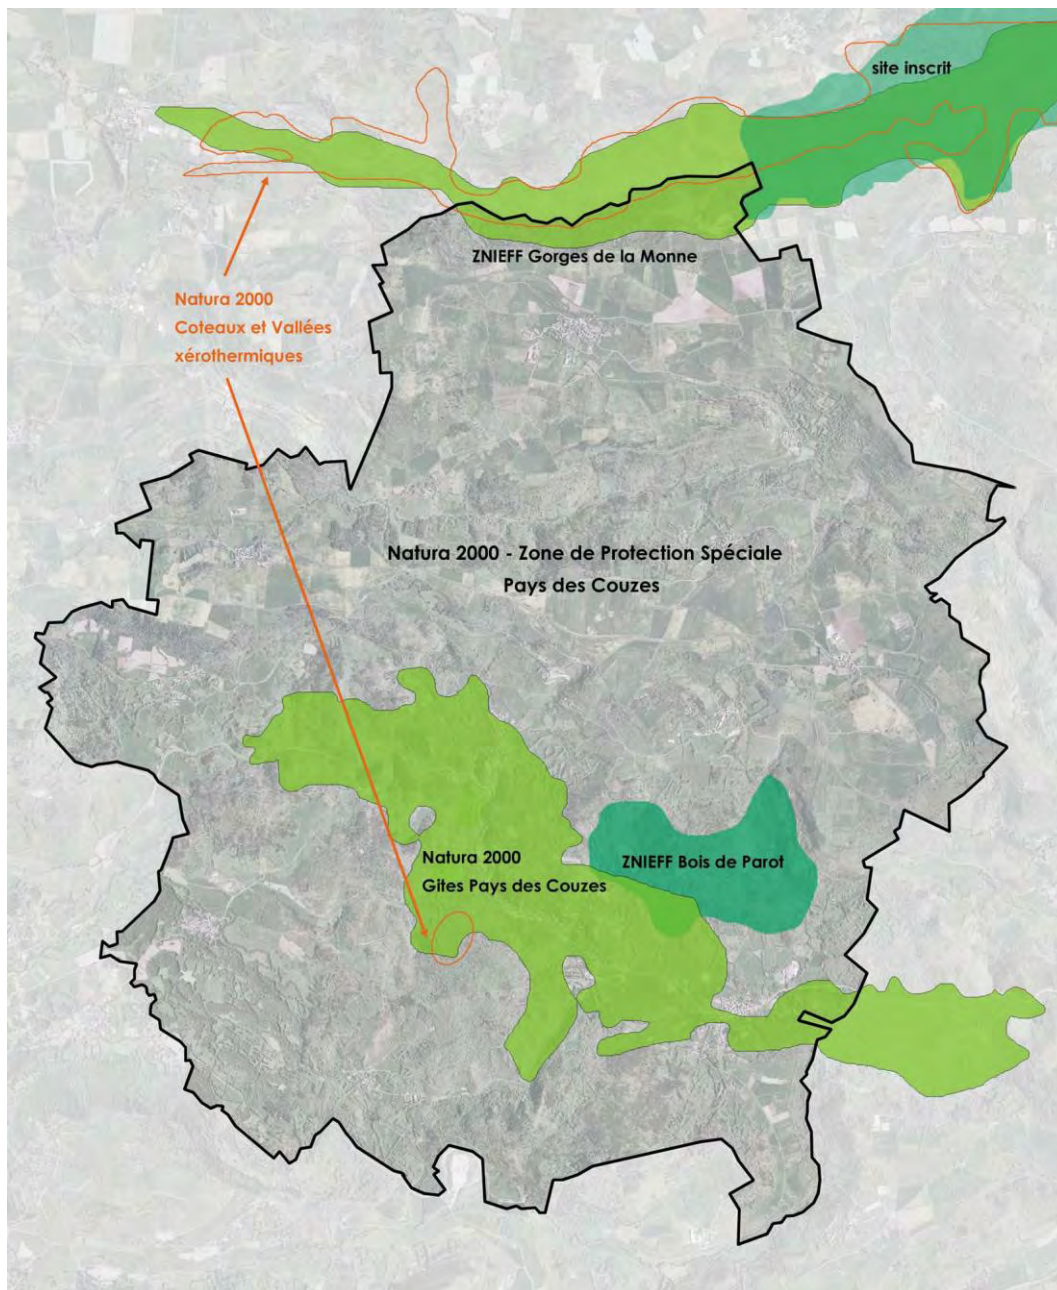 site inscrit
ZNIEFF Gorges de la Monne
Natura 2000
Coteaux et Vallées
xérothermiques
Natura 2000 - Zone de Protection Spéciale
Pays des Couzes
Natura 2000
Gites Pays des Couzes
ZNIEFF Bois de Parot